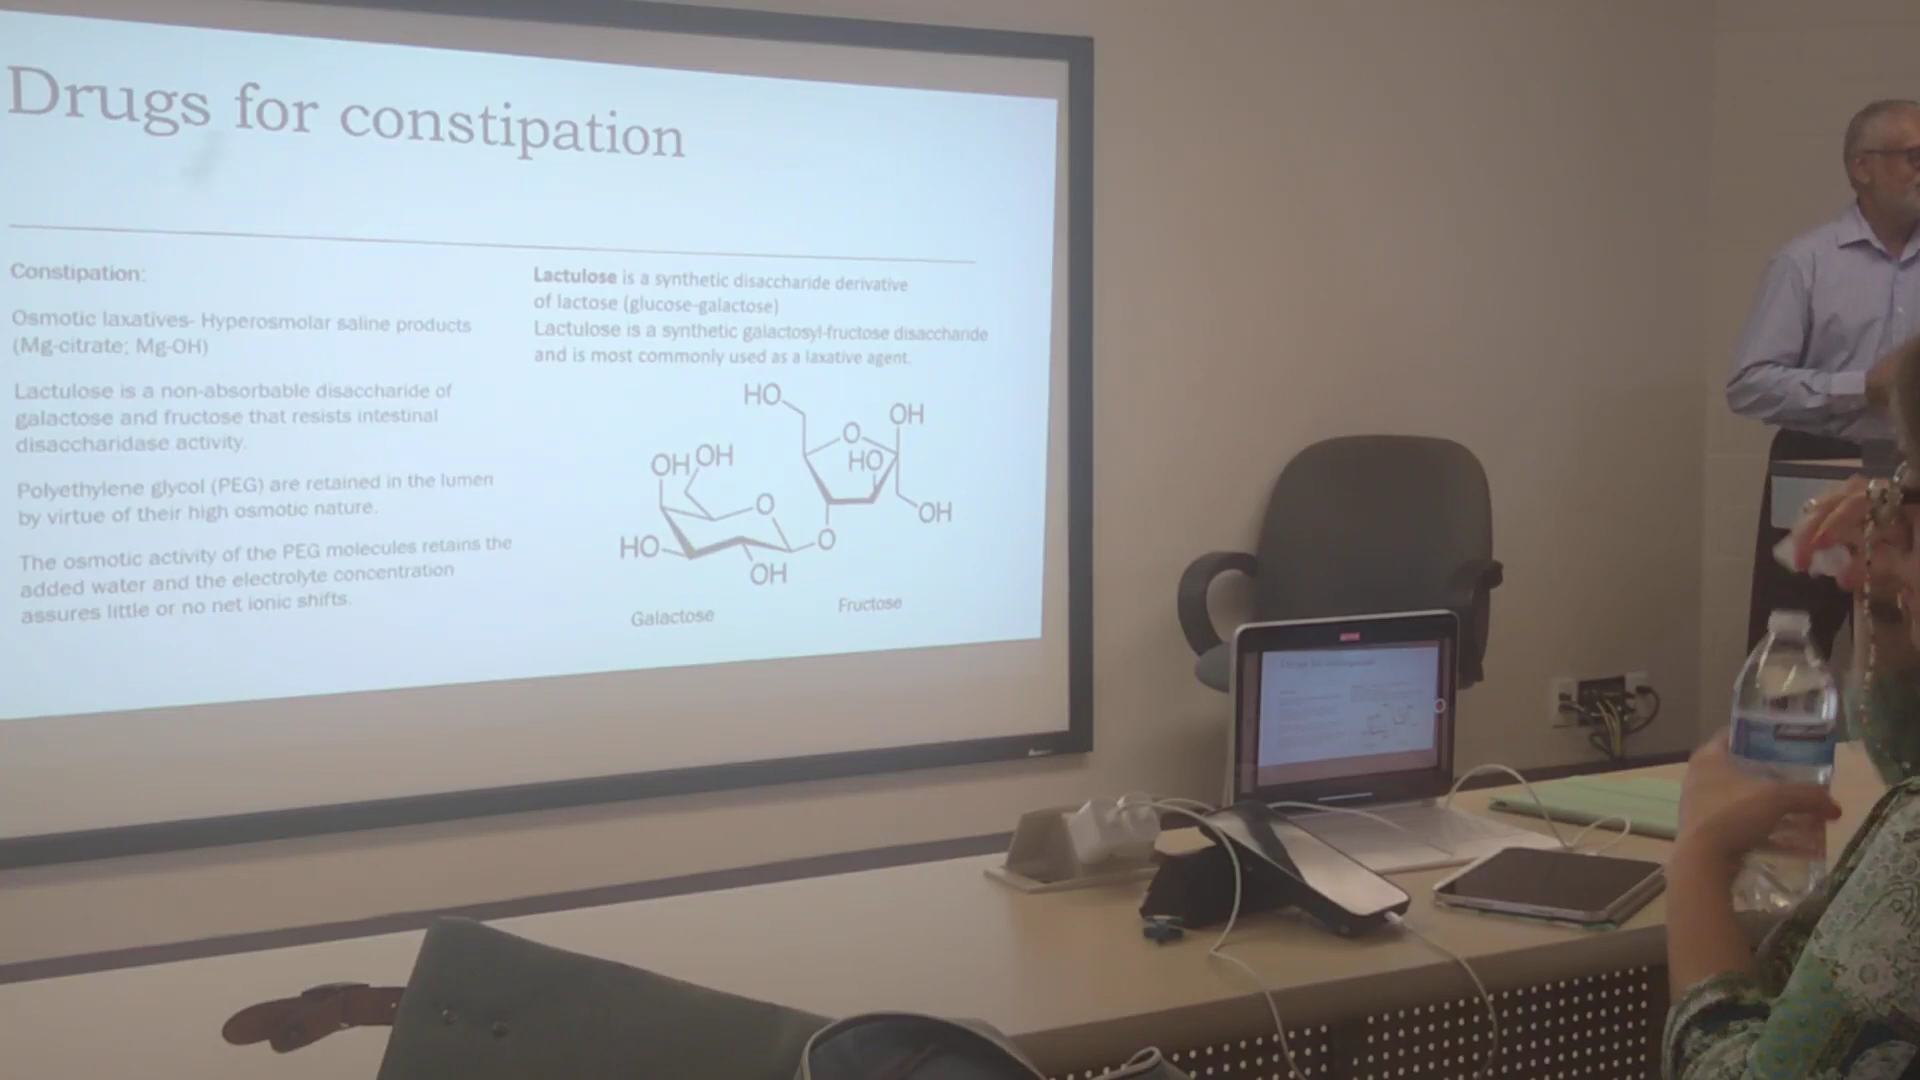 Drugs for constipation
Constipation:
Osmotic laxatives- Hyperosmolar saline products
(Mg-citrate; Mg-OH)
Lactulose is a non-absorbable disaccharide of
galactose and fructose that resists intestinal
disaccharidase activity.
Polyethylene glycol (PEG) are retained in the lumen
by virtue of their high osmotic nature.
The osmotic activity of the PEG molecules retains the
added water and the electrolyte concentration
assures little or no net ionic shifts.
Lactulose is a synthetic disaccharide derivative
of lactose (glucose-galactose)
Lactulose is a synthetic galactosyl-fructose disaccharide
and is most commonly used as a laxative agent.
HO
OH
O
HO
OH OH
O
OH
HO
O
OH
Galactose
Fructose